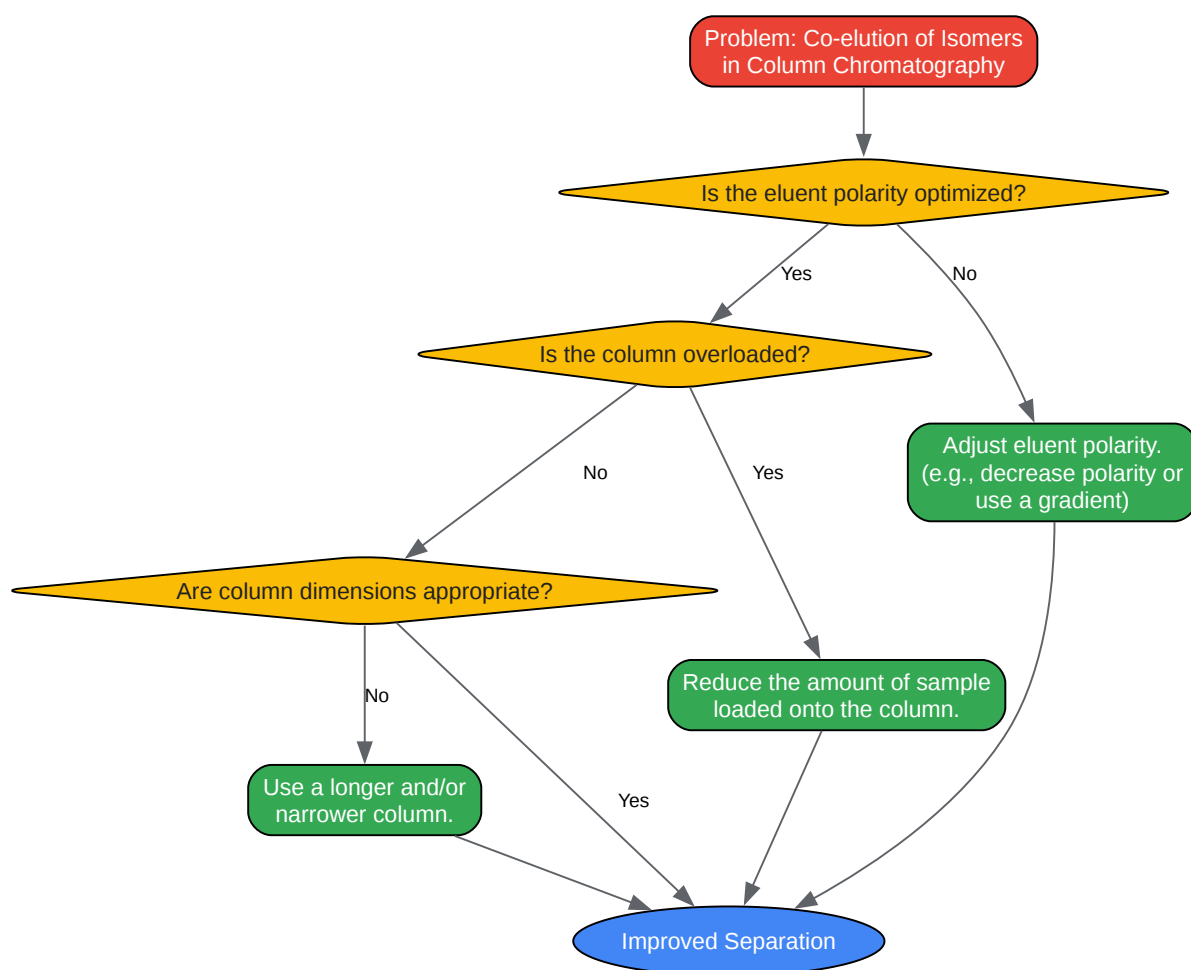 Problem: Co-elution of Isomers
in Column Chromatography
Is the eluent polarity optimized?
Yes
No
Is the column overloaded?
Adjust eluent polarity.
(e.g., decrease polarity or
use a gradient)
No
Yes
Are column dimensions appropriate?
Reduce the amount of sample
loaded onto the column.
No
Use a longer and/or
narrower column.
Yes
Improved Separation